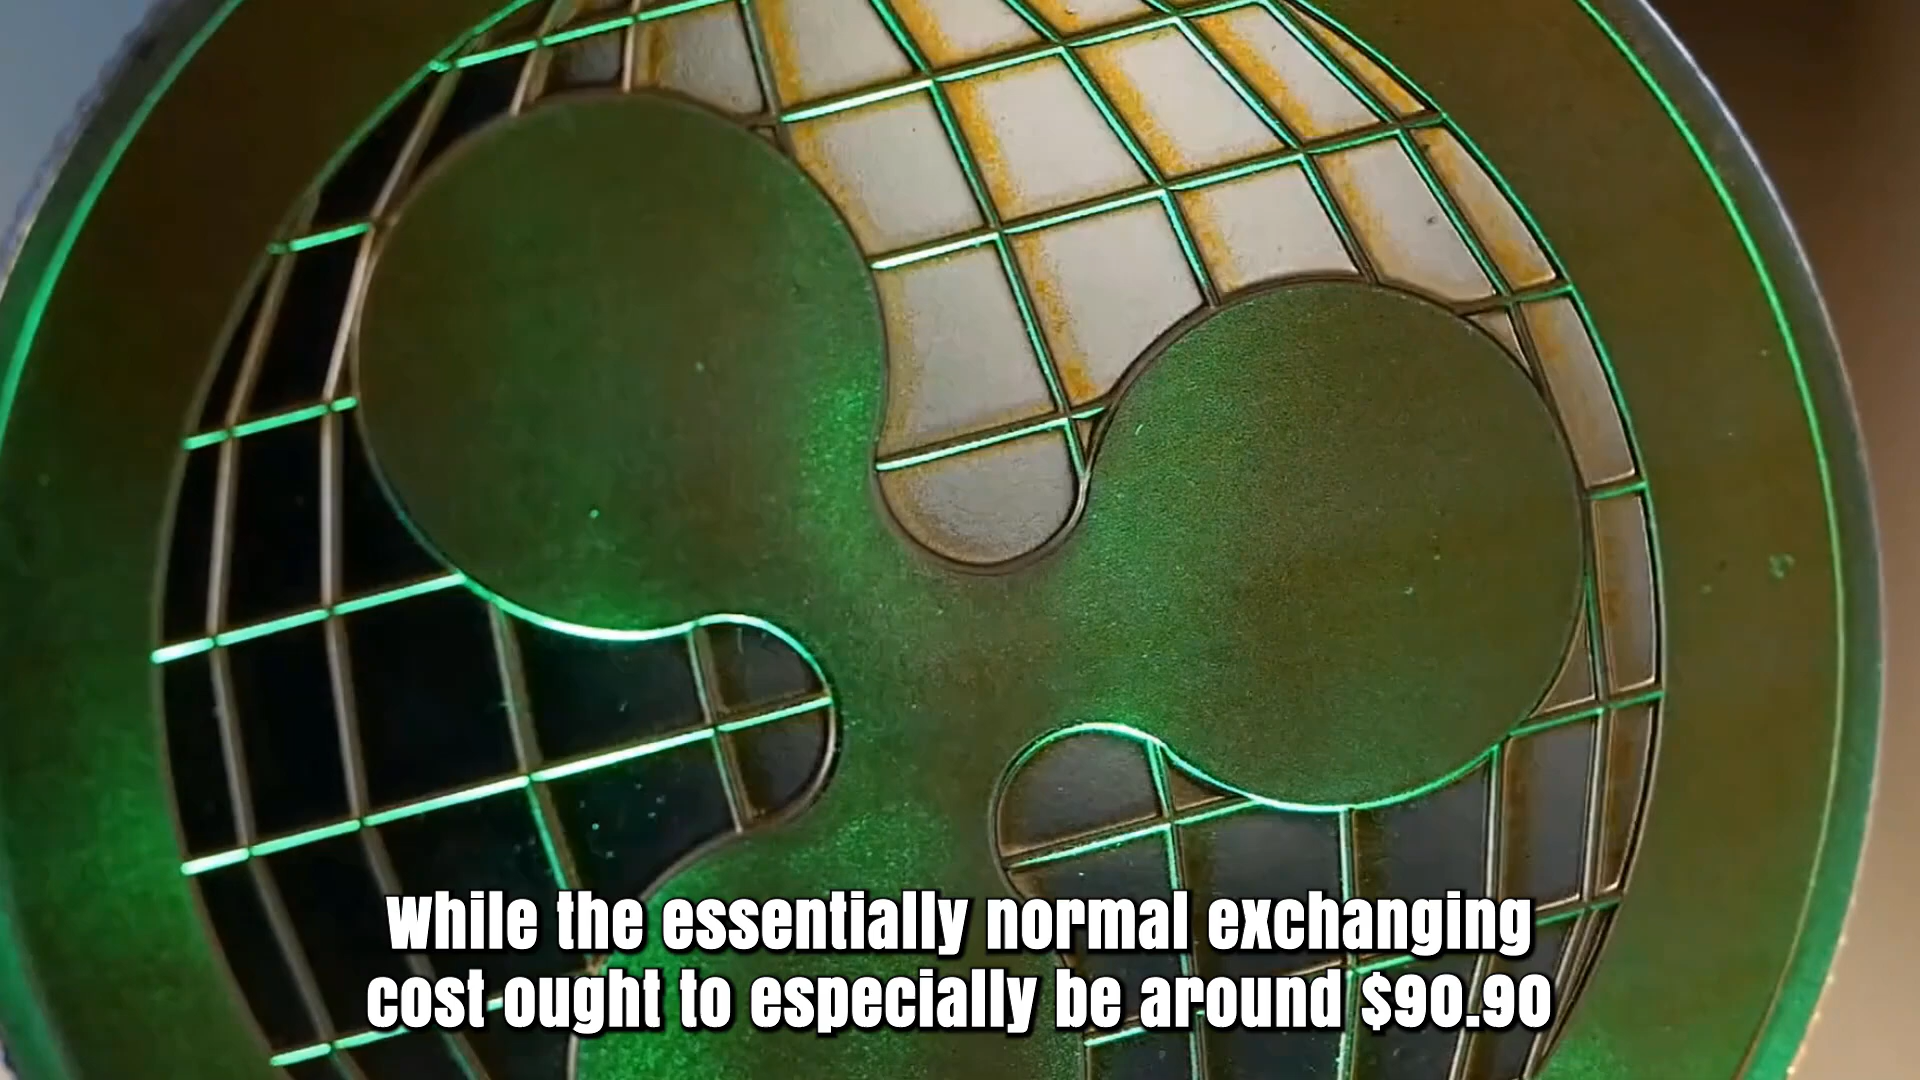 While the essentially normal exchanging
cost ought to especially be around $90.90